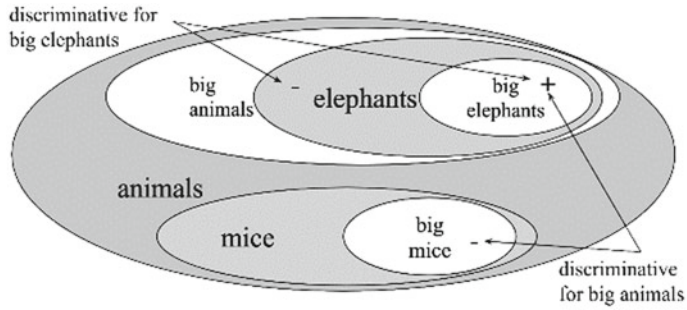 discriminative for
big elephants
big
animals
-
elephants
big
elephants
+
animals
mice
big
mice
-
discriminative
for big animals